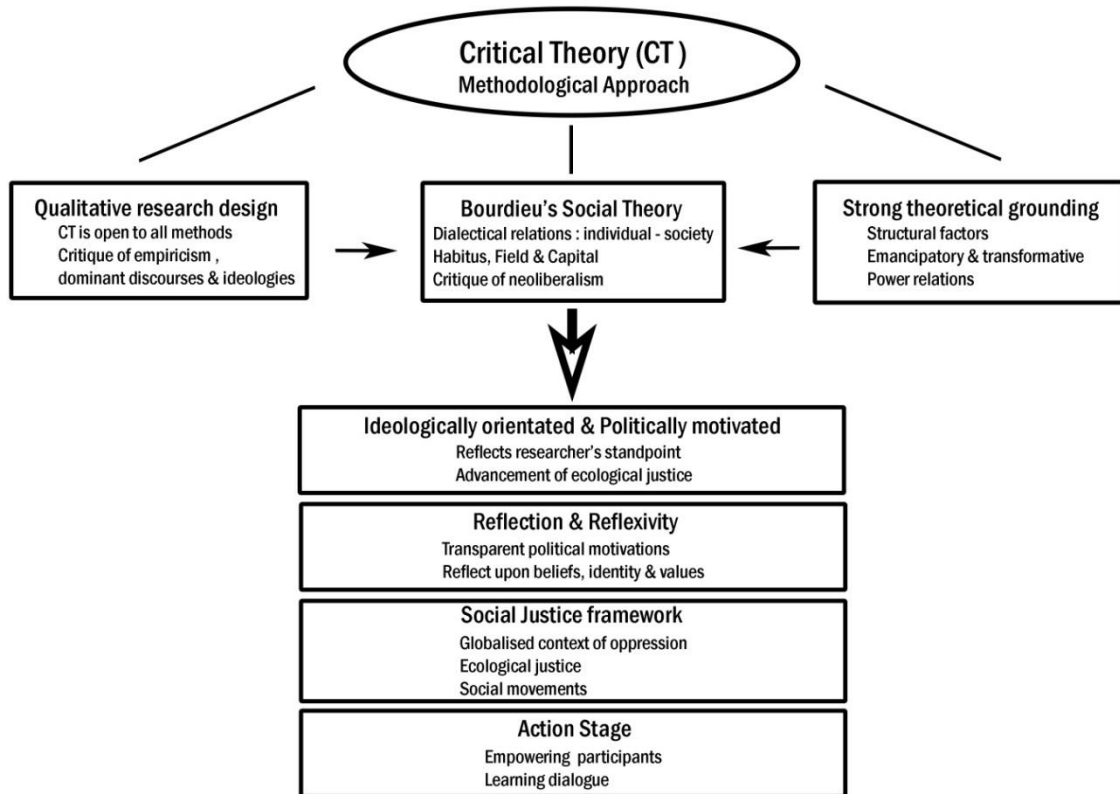 Critical Theory (CT )
Methodological Approach
Qualitative research design
CT is open to all methods
Critique of empiricism ,
dominant discourses & ideologies
Bourdieu's Social Theory
Dialectical relations : individual - society
Habitus, Field & Capital
Critique of neoliberalism
Strong theoretical grounding
Structural factors
Emancipatory & transformative
Power relations
Ideologically orientated & Politically motivated
Reflects researcher's standpoint
Advancement of ecological justice
Reflection & Reflexivity
Transparent political motivations
Reflect upon beliefs, identity & values
Social Justice framework
Globalised context of oppression
Ecological justice
Social movements
Action Stage
Empowering participants
Learning dialogue